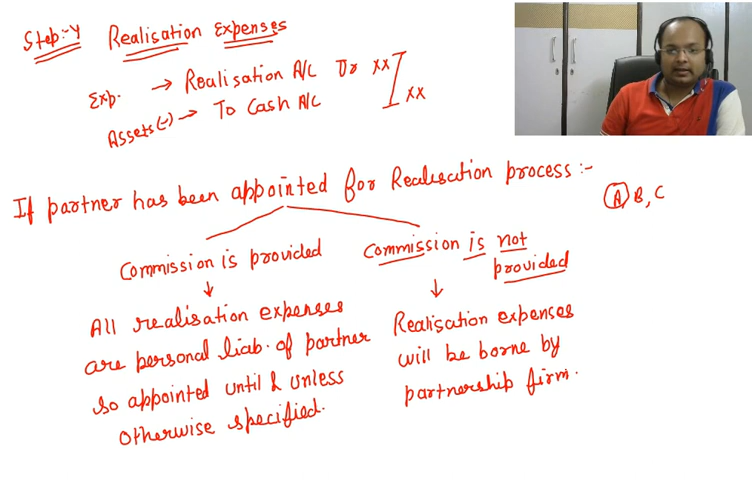 Step:-4 Realisation Expenses
Exp. → Realisation A/C Dr xx
Assets(-) → To Cash A/C xx
If partner has been appointed for Realisation process:-
(A) B, C
Commission is provided
↓
All realisation expenses
are personal liab. of partner
so appointed until & unless
otherwise specified.
Commission is not
provided
↓
Realisation expenses
will be borne by
partnership firm.